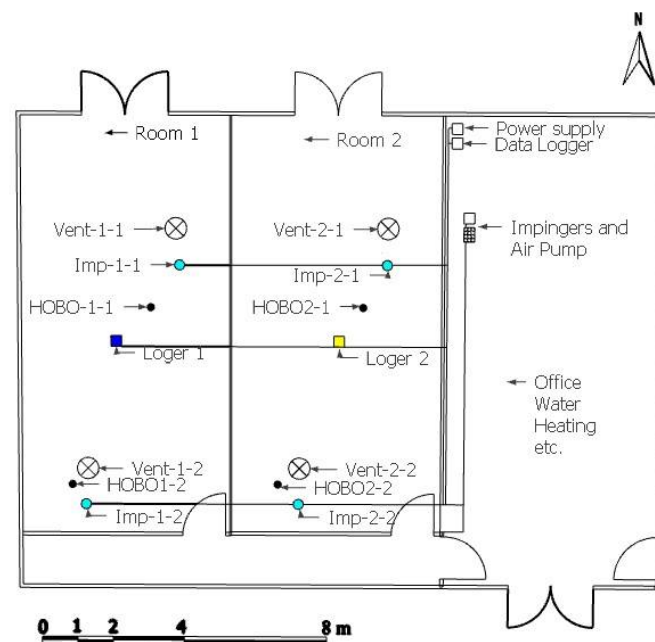 N
Room 1
Room 2
Power supply
Data Logger
Vent-1-1
Vent-2-1
Impingers and
Air Pump
Imp-1-1
Imp-2-1
HOBO-1-1
HOBO2-1
Loger 1
Loger 2
Office
Water
Heating
etc.
Vent-1-2
Vent-2-2
HOBO1-2
HOBO2-2
Imp-1-2
Imp-2-2
0 1 2 4 8 m